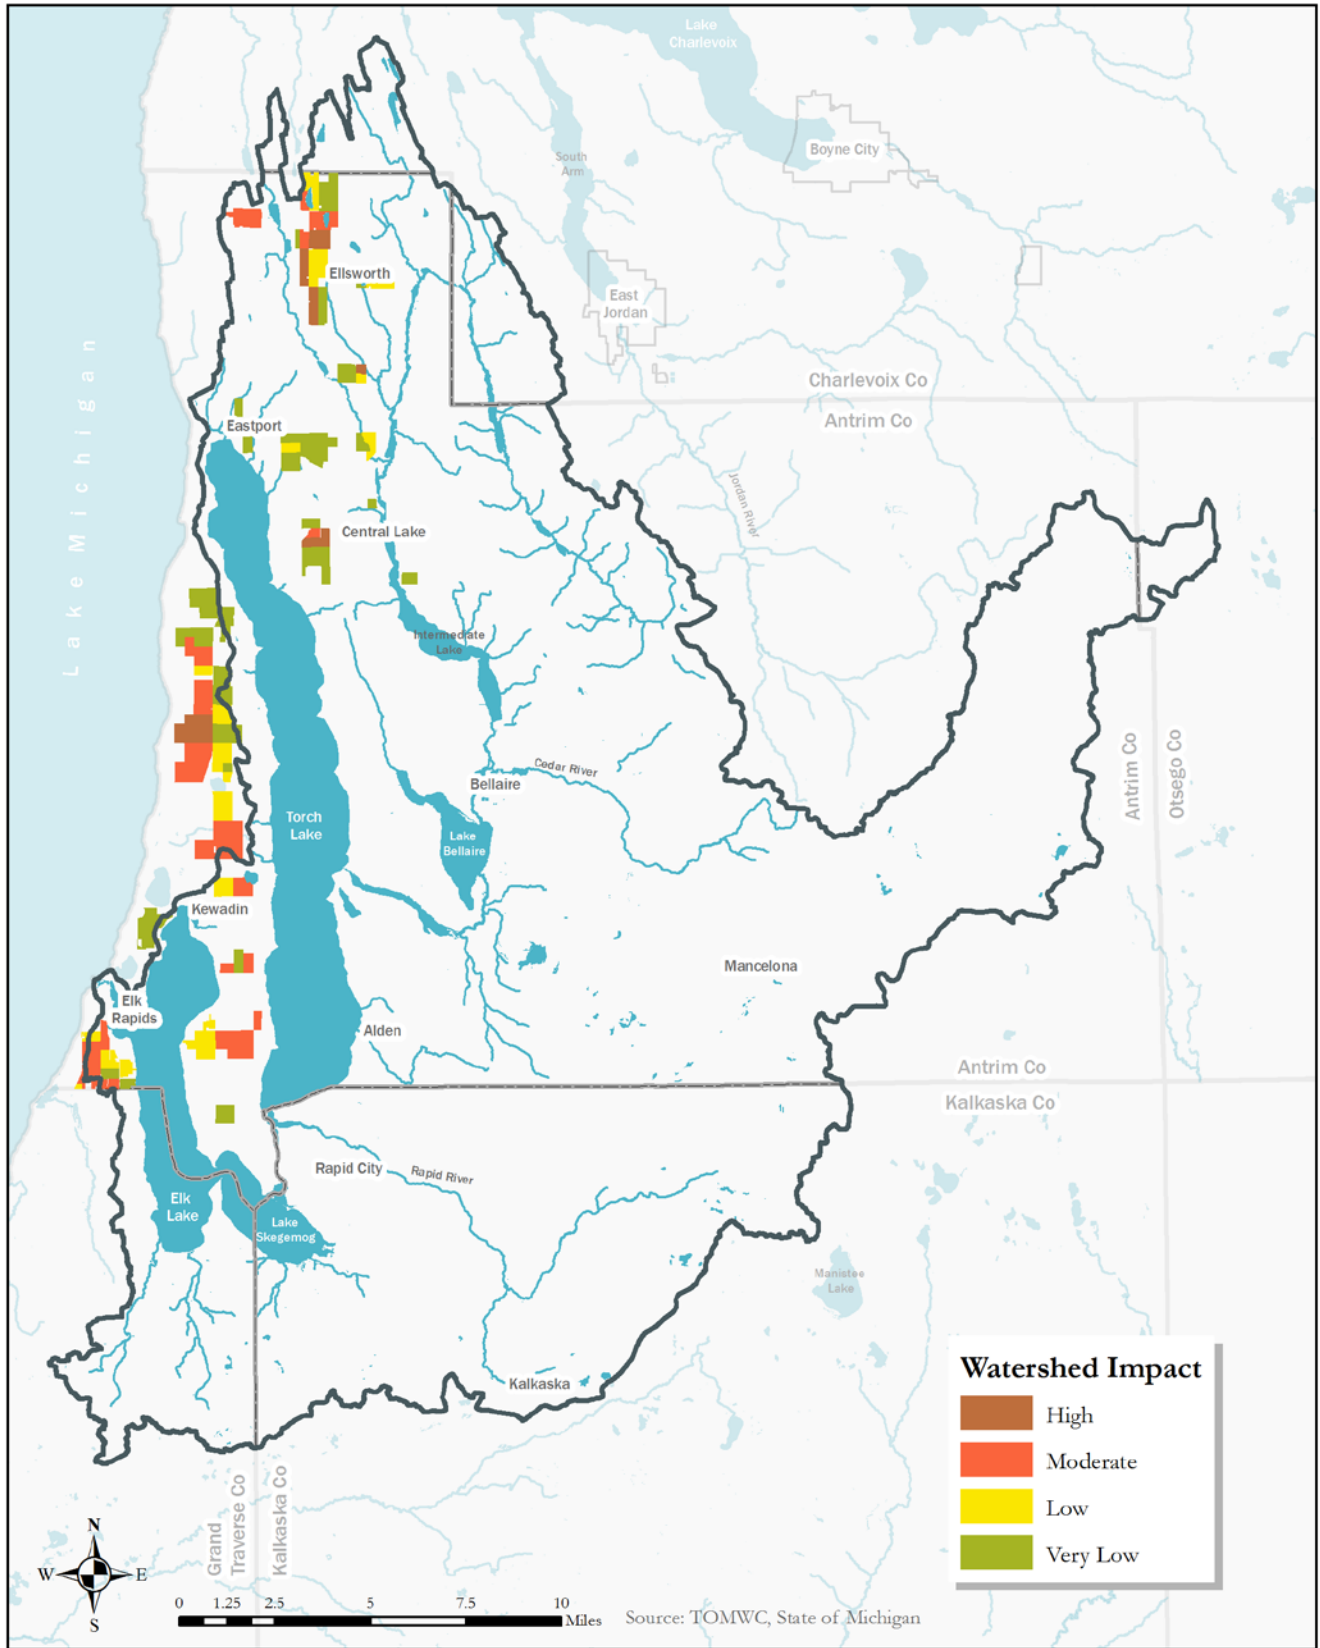 Lake
Charlevoix
Boyne City
South
Arm
Ellsworth
East
Jordan
Lake Michigan
Charlevoix Co
Antrim Co
Eastport
Jordan River
Central Lake
Intermediate
Lake
Antrim Co
Otsego Co
Cedar River
Bellaire
Torch
Lake
Lake
Bellaire
Kewadin
Mancelona
Elk
Rapids
Alden
Antrim Co
Kalkaska Co
Rapid City
Rapid River
Elk
Lake
Lake
Skegemog
Manistee
Lake
Kalkaska
Watershed Impact
High
Moderate
Low
Very Low
Grand
Traverse Co
Kalkaska Co
N
W
E
S
0 1.25 2.5 5 7.5 10
Miles
Source: TOMWC, State of Michigan